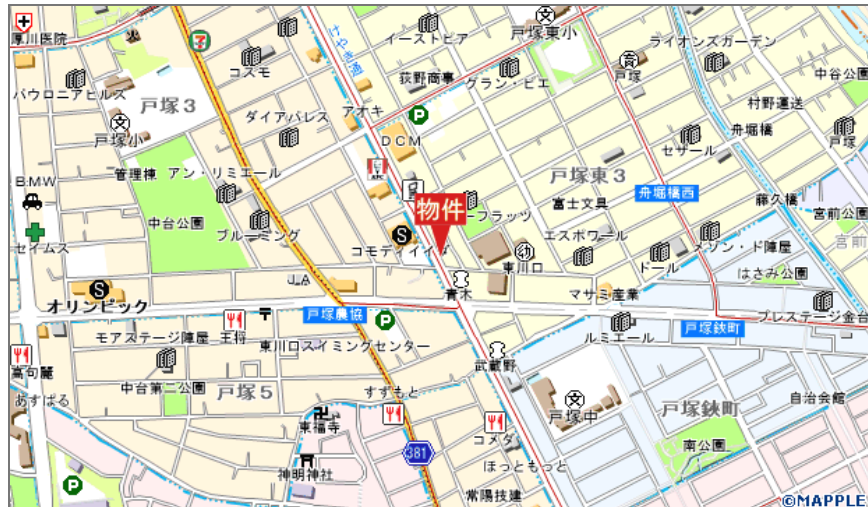 厚川医院
コスモ
けやき通
イーストピア
戸塚東小
ライオンズガーデン
荻野商事
グラン・ビエ
戸塚
中谷公園
パウロニアヒルズ
戸塚3
ダイアパレス
アオキ
P
村野運送
戸塚小
DCM
舟堀橋
戸塚
セサール
管理棟
アン・リミエール
戸塚東3
舟堀橋西
BMW
物件
ーフラッツ
富士文具
藤久橋
宮前公園
中台公園
ブルーミング
S
エスポワール
メゾン・ド陣屋
宮前
セイムス
コモディイイダ
東川口
ドール
はさみ公園
JA
S
青木
マサミ産業
オリンピック
戸塚農協
P
プレステージ金台
モアステージ陣屋
王将
ルミエール
戸塚鋏町
東川口スイミングセンター
武蔵野
高句麗
中台第二公園
戸塚5
すずもと
戸塚中
戸塚鋏町
自治会館
あすぱる
東福寺
コメダ
南公園
381
ほっともっと
P
神明神社
常陽技建
©MAPPLE